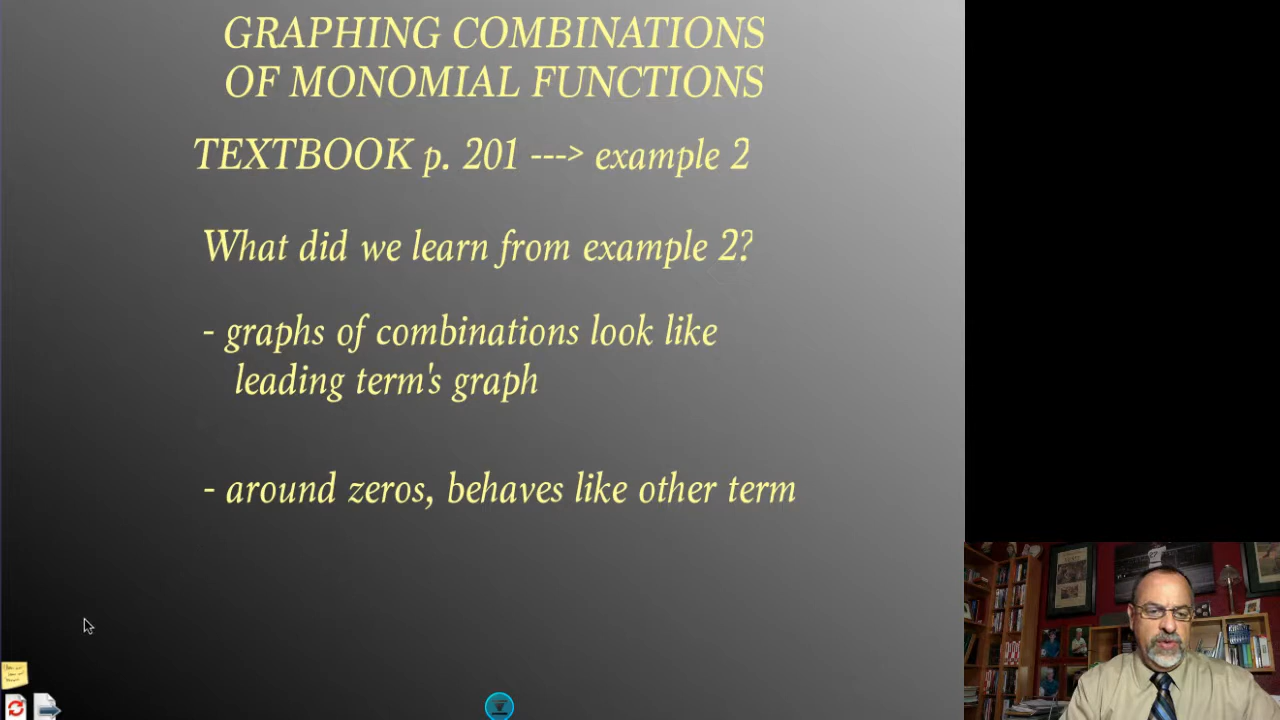 GRAPHING COMBINATIONS
OF MONOMIAL FUNCTIONS
TEXTBOOK p. 201 ---> example 2
What did we learn from example 2?
- graphs of combinations look like
leading term's graph
- around zeros, behaves like other term